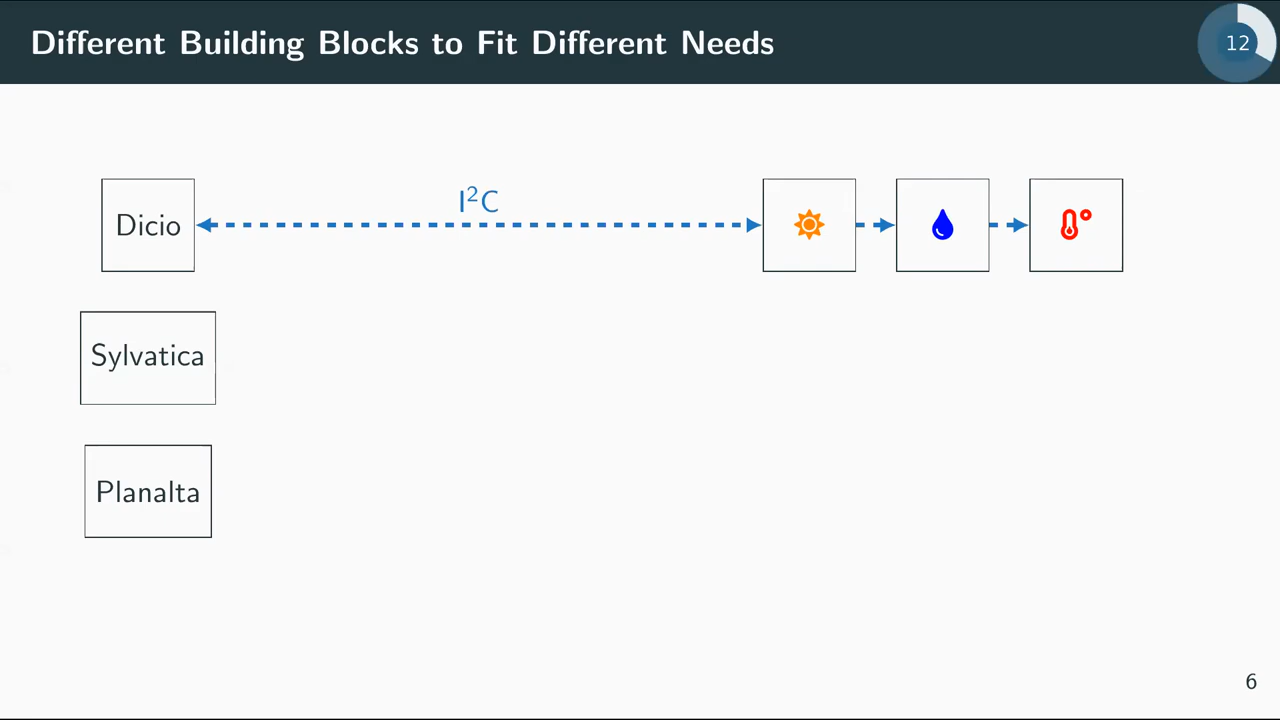 Different Building Blocks to Fit Different Needs
12
I²C
Dicio
Sylvatica
Planalta
6